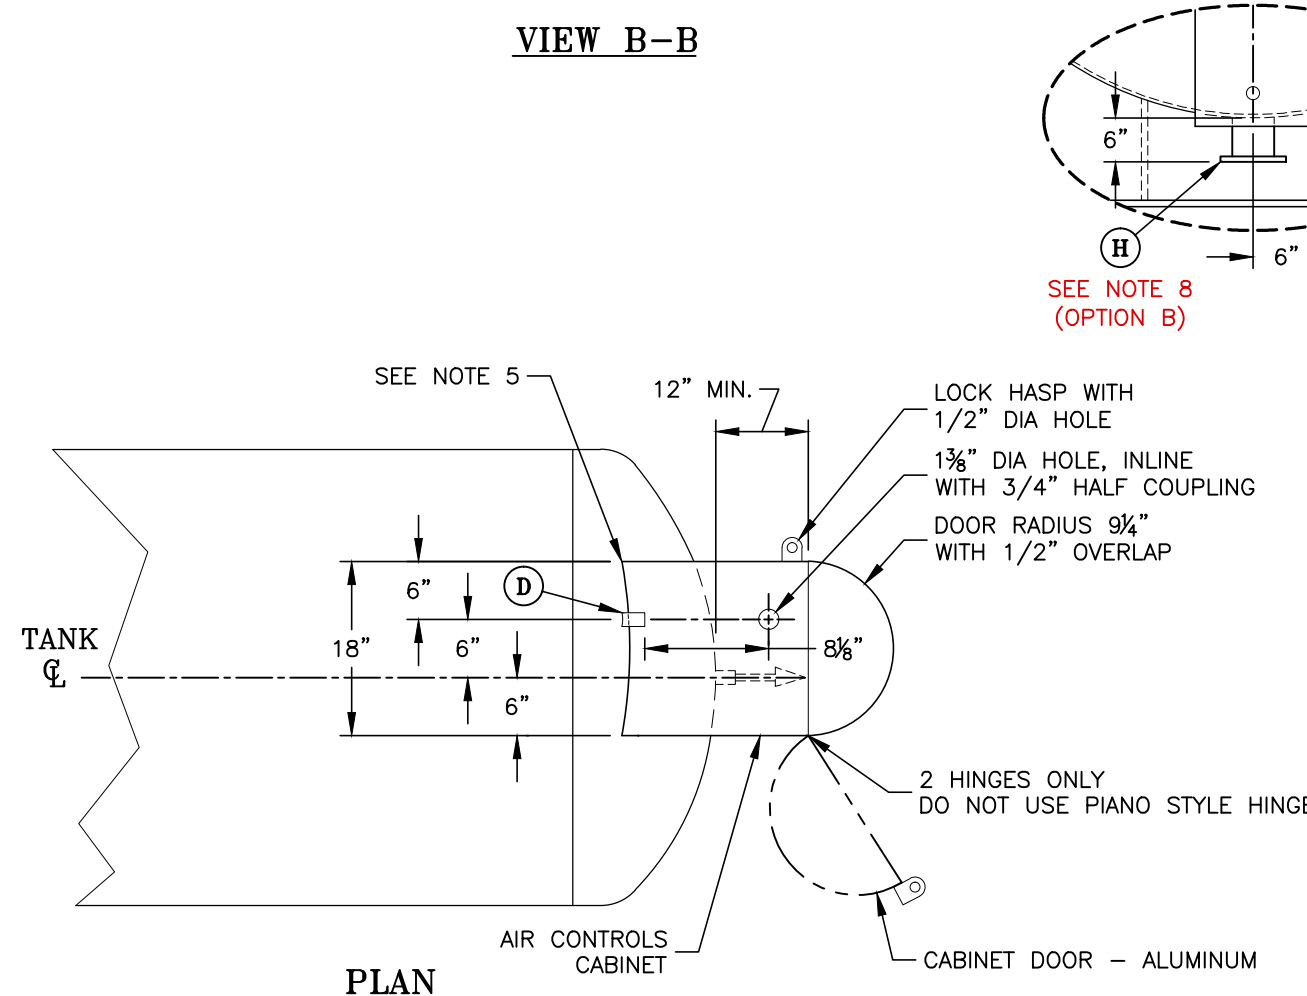 VIEW B-B
6"
H
6"
SEE NOTE 8
(OPTION B)
SEE NOTE 5
12" MIN.
LOCK HASP WITH
1/2" DIA HOLE
1⅜" DIA HOLE, INLINE
WITH 3/4" HALF COUPLING
DOOR RADIUS 9¼"
WITH 1/2" OVERLAP
6"
D
TANK
℄
18"
6"
8⅛"
6"
2 HINGES ONLY
DO NOT USE PIANO STYLE HINGE
AIR CONTROLS
CABINET
CABINET DOOR - ALUMINUM
PLAN